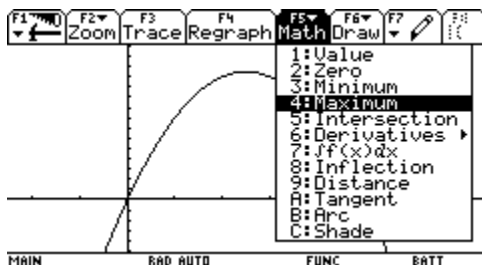 F1 F2 Zoom F3 Trace F4 Regraph F5 Math F6 Draw F7
1:Value
2:Zero
3:Minimum
4:Maximum
5:Intersection
6:Derivatives
7:∫f(x)dx
8:Inflection
9:Distance
A:Tangent
B:Arc
C:Shade
MAIN RAD AUTO FUNC BATT